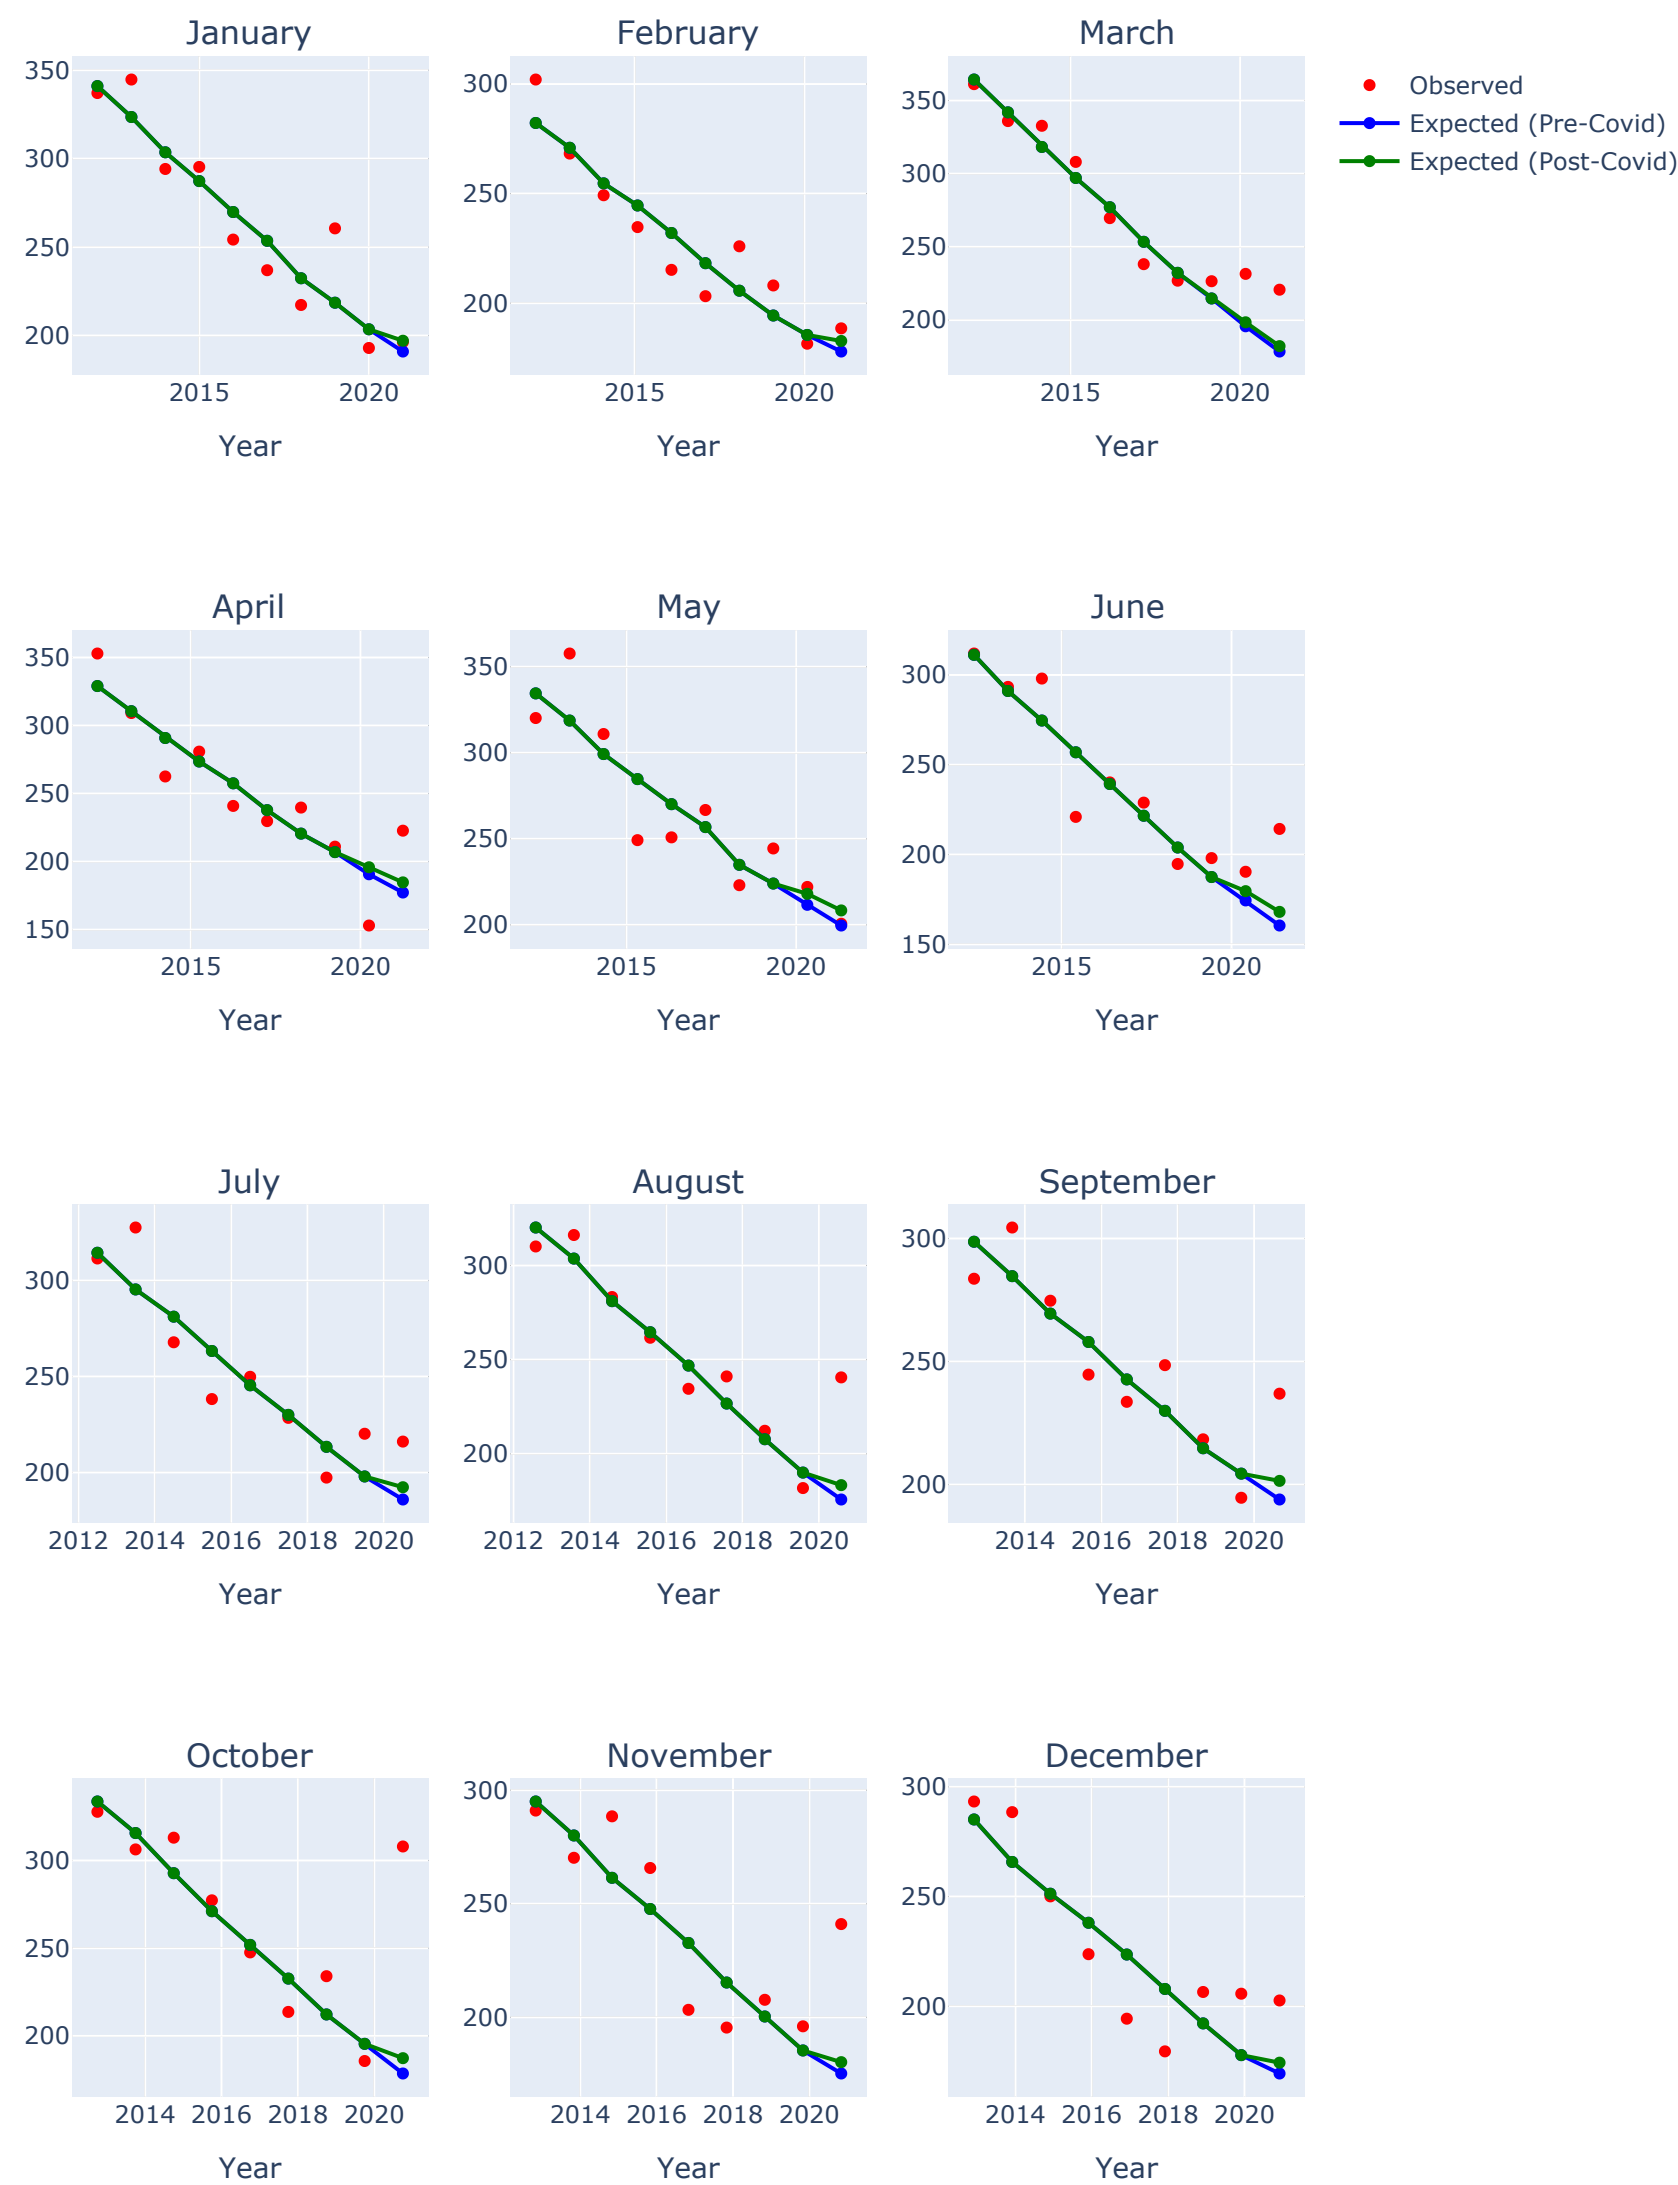 January
February
March
350
300
250
200
2015
2020
Year
300
250
200
2015
2020
Year
350
300
250
200
2015
2020
Year
Observed
Expected (Pre-Covid)
Expected (Post-Covid)
April
May
June
350
300
250
200
150
2015
2020
Year
350
300
250
200
2015
2020
Year
300
250
200
150
2015
2020
Year
July
August
September
300
250
200
2012
2014
2016
2018
2020
Year
300
250
200
2012
2014
2016
2018
2020
Year
300
250
200
2014
2016
2018
2020
Year
October
November
December
300
250
200
2014
2016
2018
2020
Year
300
250
200
2014
2016
2018
2020
Year
300
250
200
2014
2016
2018
2020
Year